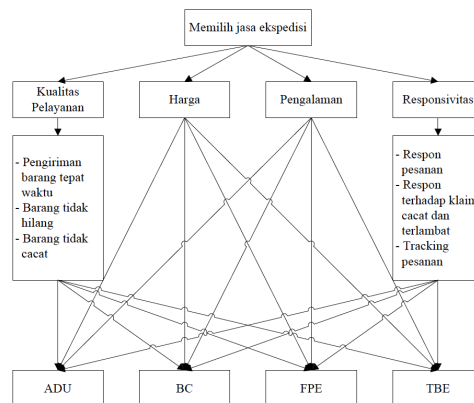 Memilih jasa ekspedisi
Kualitas
Pelayanan
Harga
Pengalaman
Responsivitas
- Pengiriman
barang tepat
waktu
- Barang tidak
hilang
- Barang tidak
cacat
- Respon
pesanan
- Respon
terhadap klain
cacat dan
terlambat
- Tracking
pesanan
ADU
BC
FPE
TBE